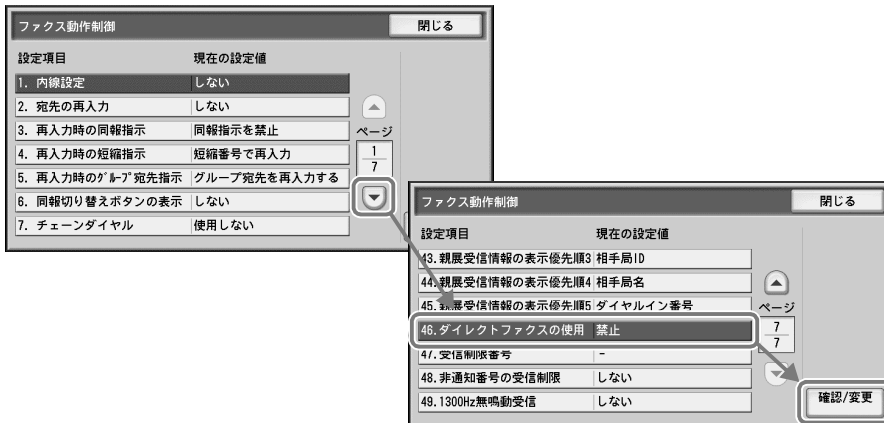 ファクス動作制御 閉じる
設定項目 現在の設定値
1. 内線設定 しない
2. 宛先の再入力 しない
3. 再入力時の同報指示 同報指示を禁止
4. 再入力時の短縮指示 短縮番号で再入力
5. 再入力時のｸﾞﾙｰﾌﾟ宛先指示 グループ宛先を再入力する
6. 同報切り替えボタンの表示 しない
7. チェーンダイヤル 使用しない
ページ
1
7
ファクス動作制御 閉じる
設定項目 現在の設定値
43.親展受信情報の表示優先順3 相手局ID
44.親展受信情報の表示優先順4 相手局名
45.親展受信情報の表示優先順5 ダイヤルイン番号
46.ダイレクトファクスの使用 禁止
47.受信制限番号 -
48.非通知番号の受信制限 しない
49.1300Hz無鳴動受信 しない
ページ
7
7
確認/変更